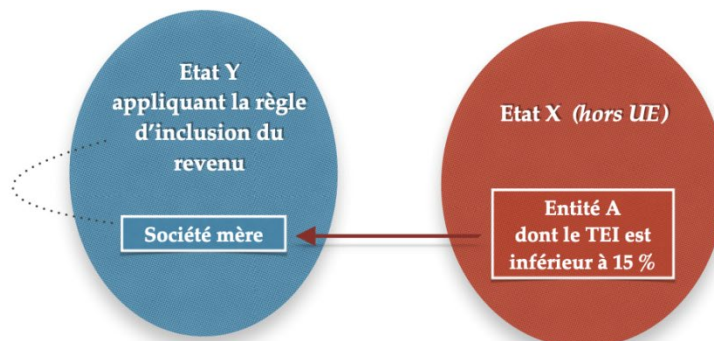 Etat Y
appliquant la règle
d'inclusion du
revenu
Société mère
Etat X (hors UE)
Entité A
dont le TEI est
inférieur à 15 %